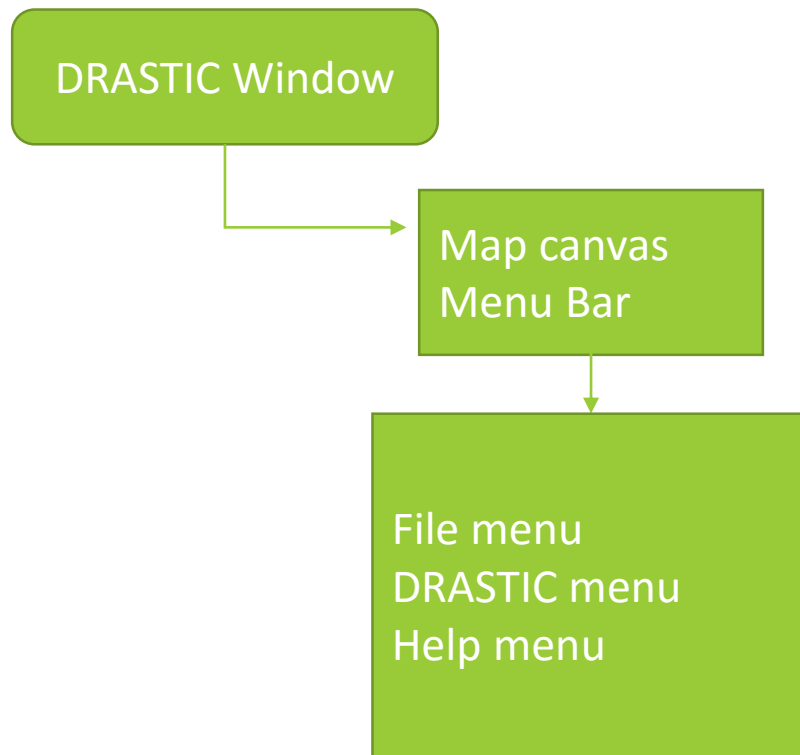 DRASTIC Window
Map canvas
Menu Bar
File menu
DRASTIC menu
Help menu